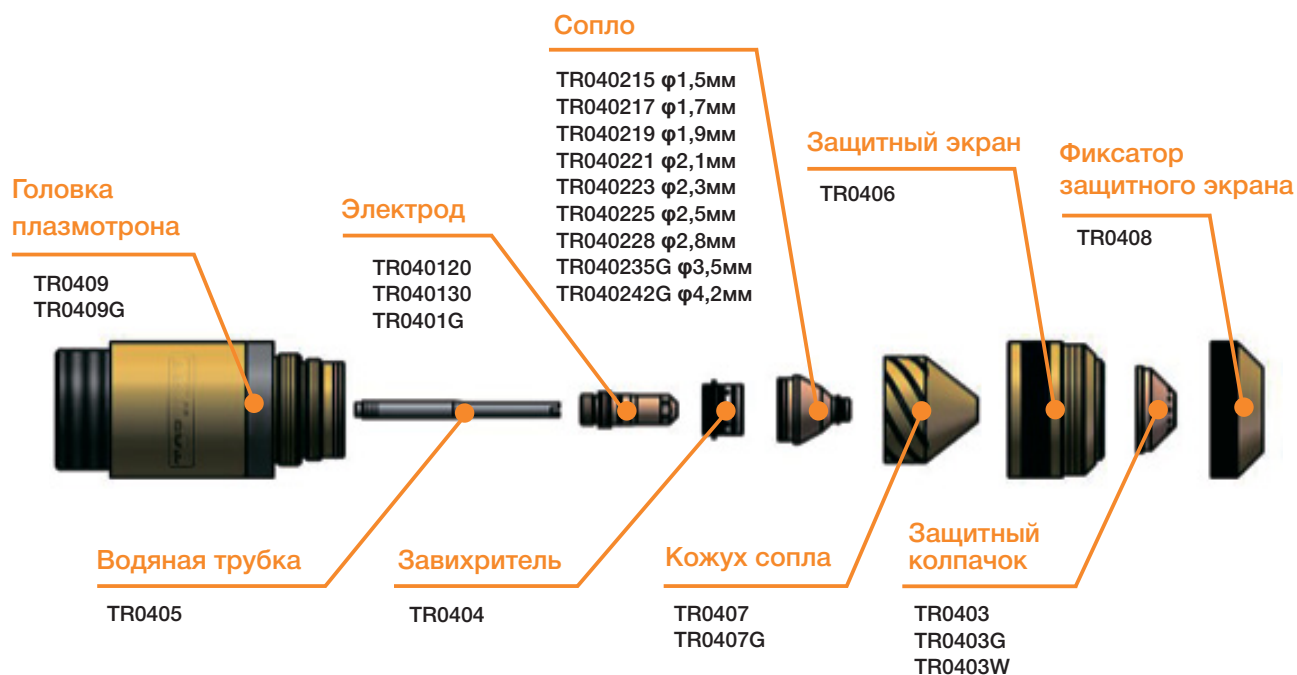 Сопло
TR040215 φ1,5мм
TR040217 φ1,7мм
TR040219 φ1,9мм
TR040221 φ2,1мм
TR040223 φ2,3мм
TR040225 φ2,5мм
TR040228 φ2,8мм
TR040235G φ3,5мм
TR040242G φ4,2мм
Защитный экран
TR0406
Фиксатор
защитного экрана
TR0408
Головка
плазмотрона
TR0409
TR0409G
Электрод
TR040120
TR040130
TR0401G
Водяная трубка
TR0405
Завихритель
TR0404
Кожух сопла
TR0407
TR0407G
Защитный
колпачок
TR0403
TR0403G
TR0403W